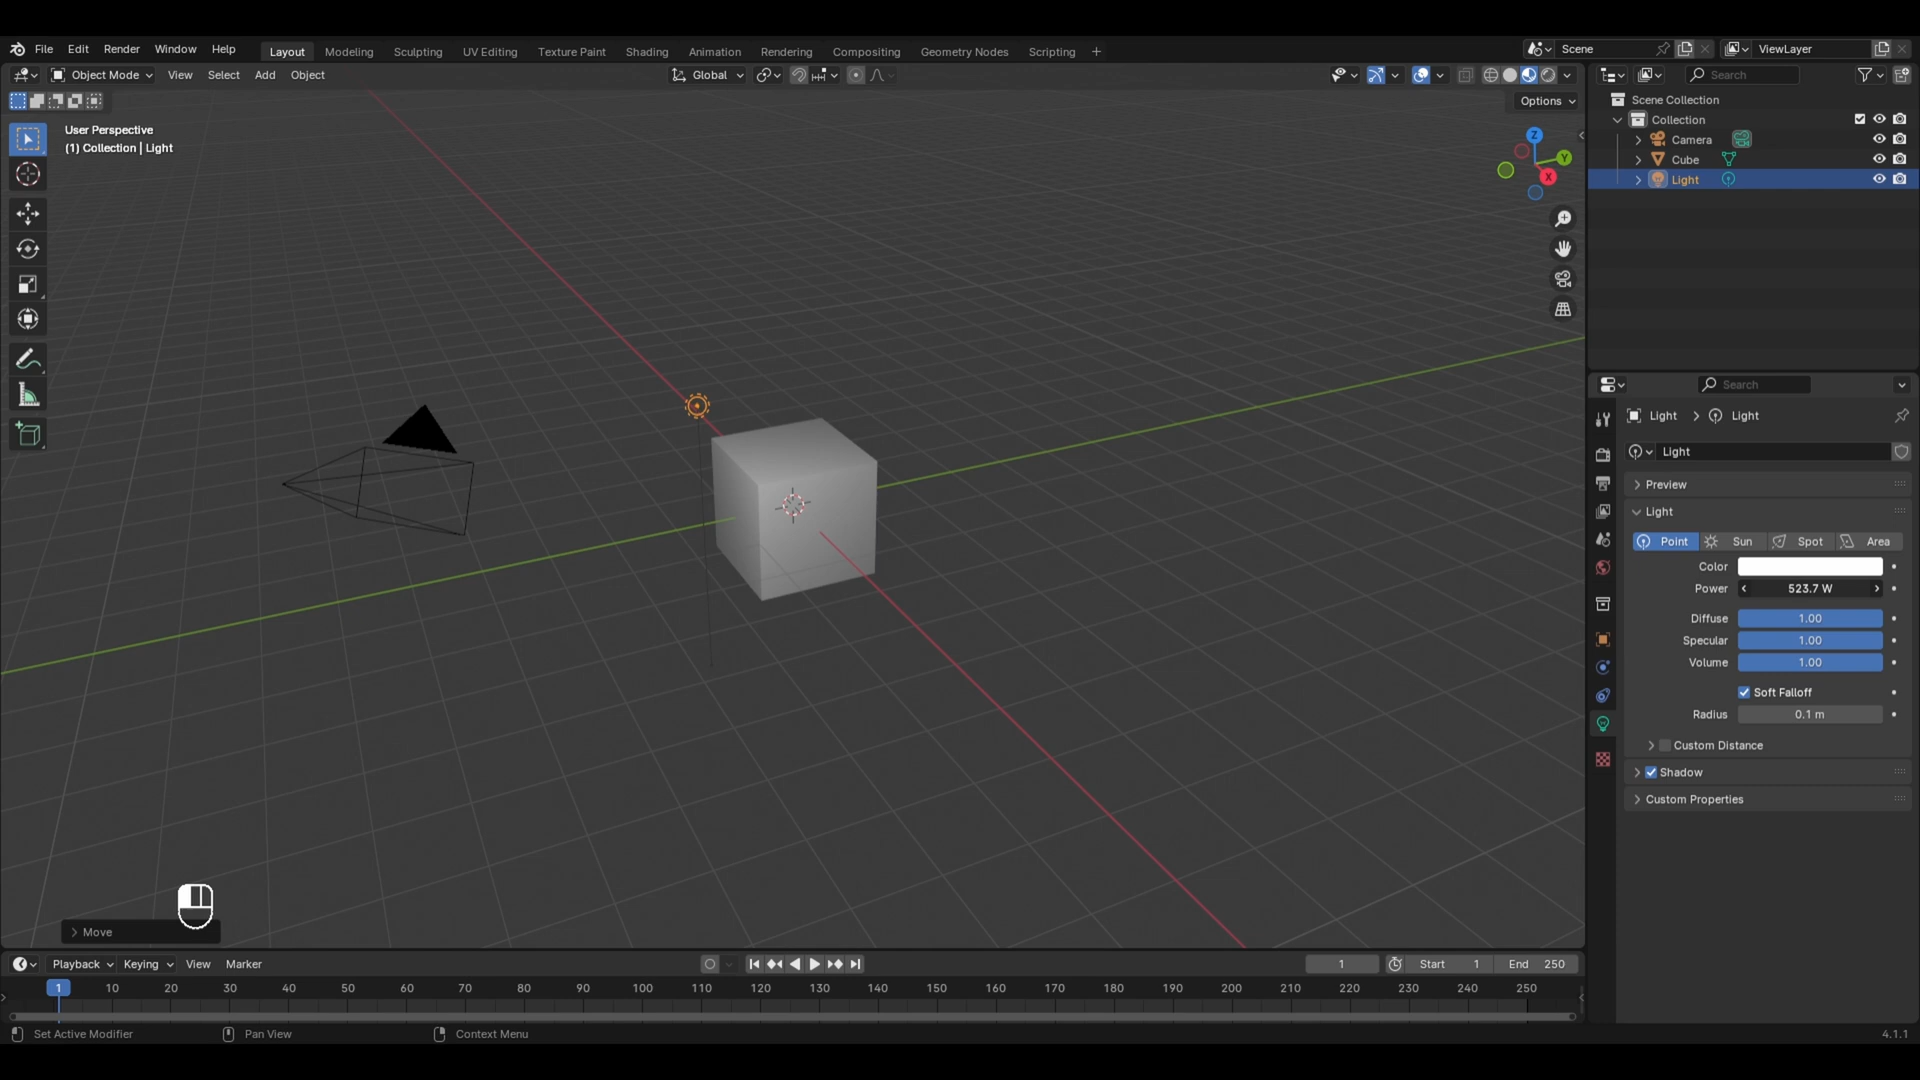 File Edit Render Window Help Layout Modeling Sculpting UV Editing Texture Paint Shading Animation Rendering Compositing Geometry Nodes Scripting + Scene ViewLayer
Object Mode View Select Add Object Global Search
Options
User Perspective
(1) Collection | Light
Z
Y
X
Scene Collection
Collection
Camera
Cube
Light
Search
Light > Light
Light
Preview
Light
Point Sun Spot Area
Color
Power 523.7 W
Diffuse 1.00
Specular 1.00
Volume 1.00
Soft Falloff
Radius 0.1 m
Custom Distance
Shadow
Custom Properties
Move
Playback Keying View Marker 1 Start 1 End 250
1 10 20 30 40 50 60 70 80 90 100 110 120 130 140 150 160 170 180 190 200 210 220 230 240 250
Set Active Modifier Pan View Context Menu 4.1.1